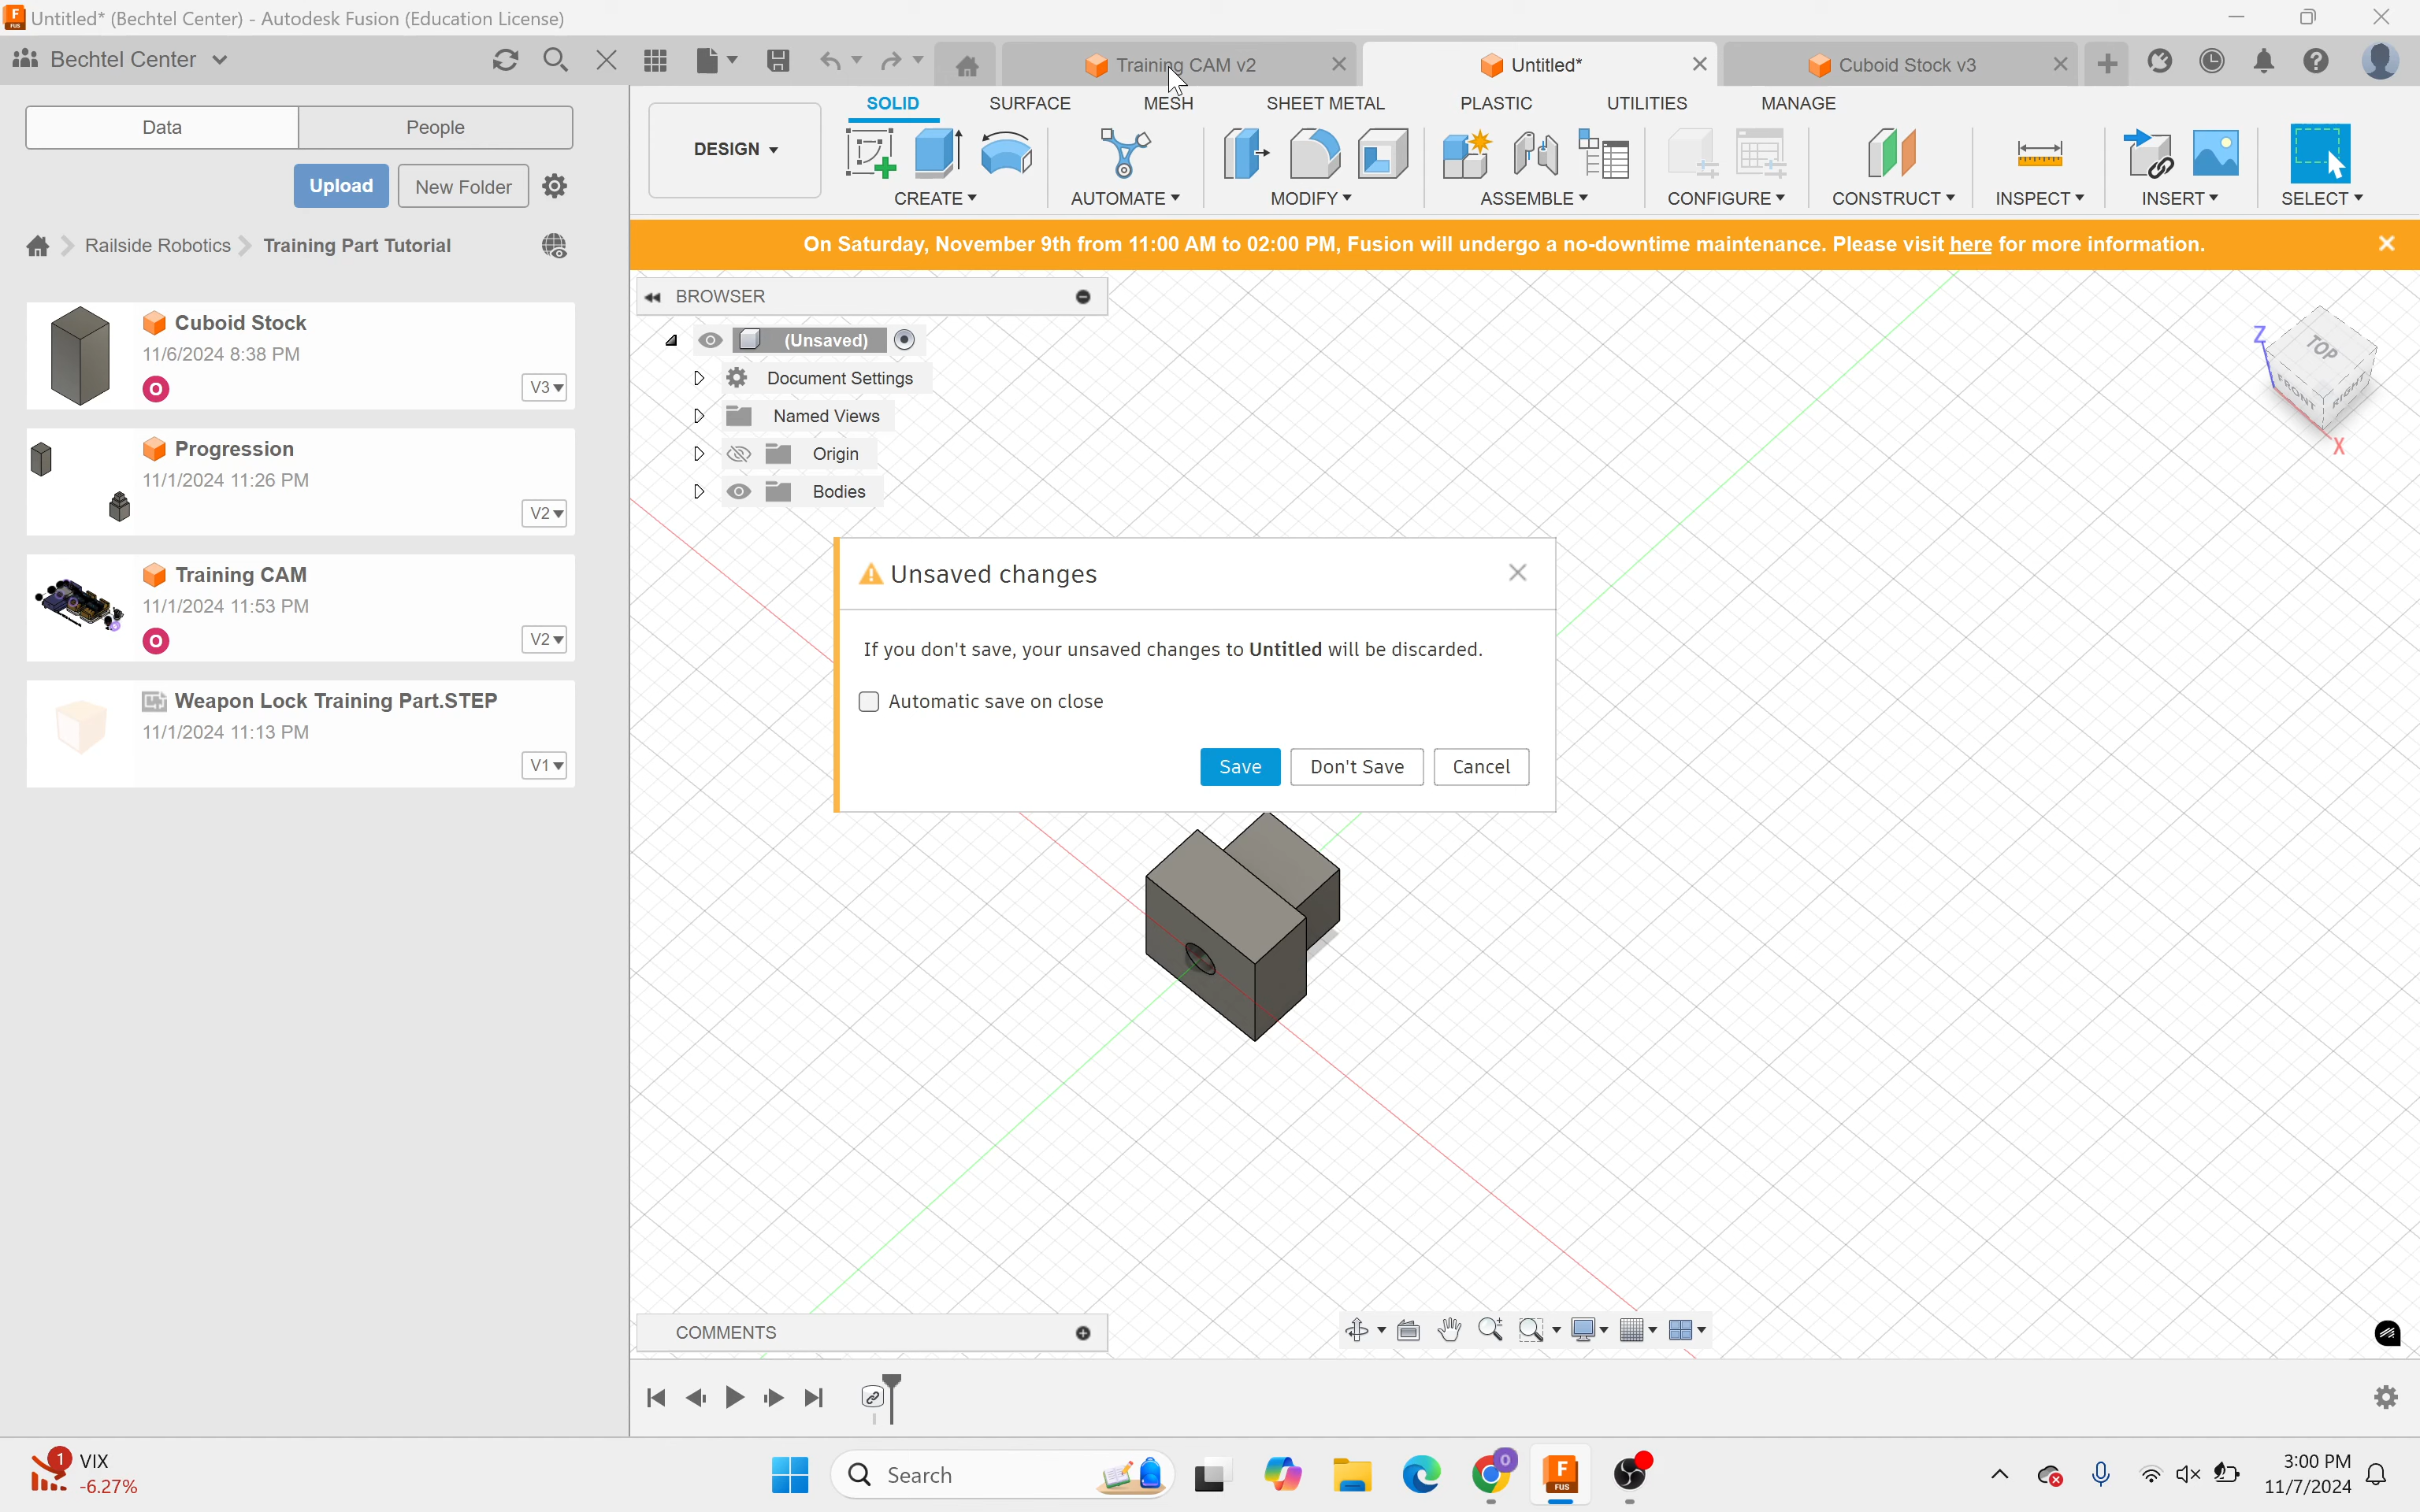 Untitled* (Bechtel Center) - Autodesk Fusion (Education License)
Bechtel Center
Training CAM v2
Untitled*
Cuboid Stock v3
Data
People
Upload
New Folder
Railside Robotics
Training Part Tutorial
Cuboid Stock
11/6/2024 8:38 PM
O
V3
Progression
11/1/2024 11:26 PM
V2
Training CAM
11/1/2024 11:53 PM
O
V2
Weapon Lock Training Part.STEP
11/1/2024 11:13 PM
V1
DESIGN
SOLID
SURFACE
MESH
SHEET METAL
PLASTIC
UTILITIES
MANAGE
CREATE
AUTOMATE
MODIFY
ASSEMBLE
CONFIGURE
CONSTRUCT
INSPECT
INSERT
SELECT
On Saturday, November 9th from 11:00 AM to 02:00 PM, Fusion will undergo a no-downtime maintenance. Please visit here for more information.
BROWSER
(Unsaved)
Document Settings
Named Views
Origin
Bodies
Z
TOP
FRONT
RIGHT
X
Unsaved changes
If you don't save, your unsaved changes to Untitled will be discarded.
Automatic save on close
Save
Don't Save
Cancel
COMMENTS
1
VIX
-6.27%
Search
O
F
FUS
3:00 PM
11/7/2024